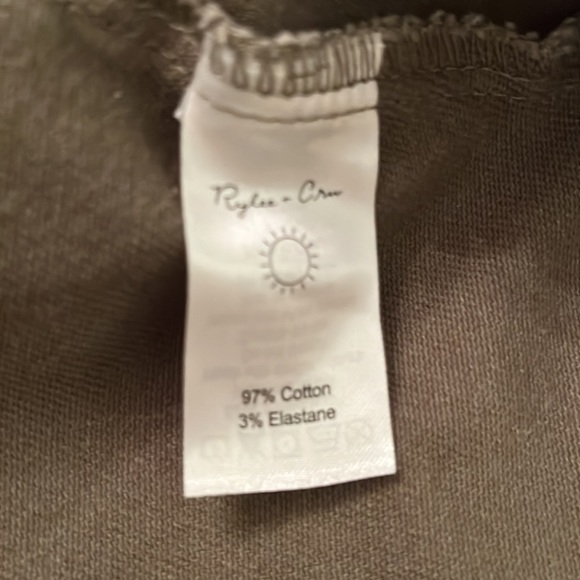 Rylee + Cru
97% Cotton
3% Elastane